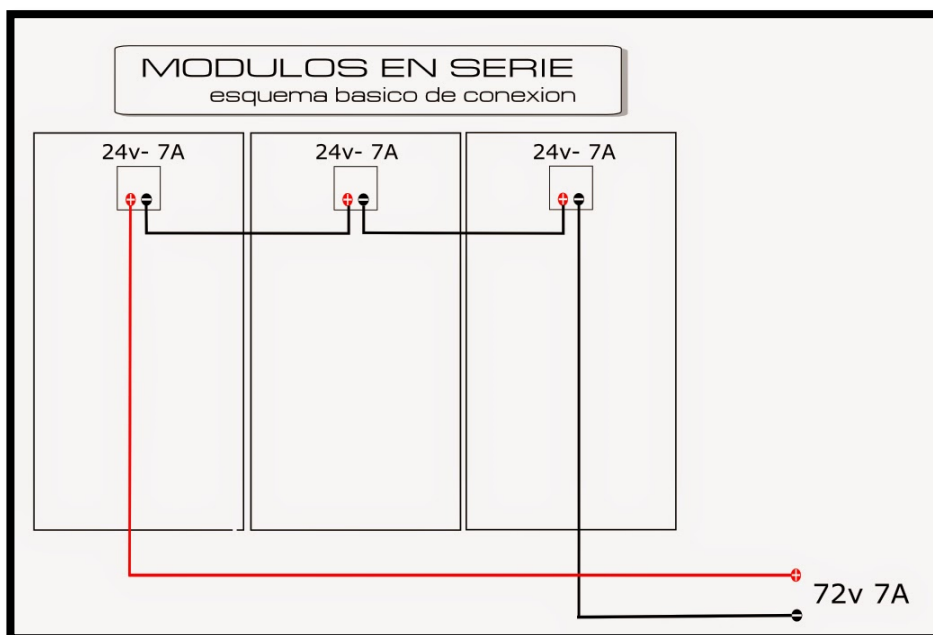 MODULOS EN SERIE
esquema basico de conexion
24v- 7A
24v- 7A
24v- 7A
+ -
+ -
+ -
+
72v 7A
-